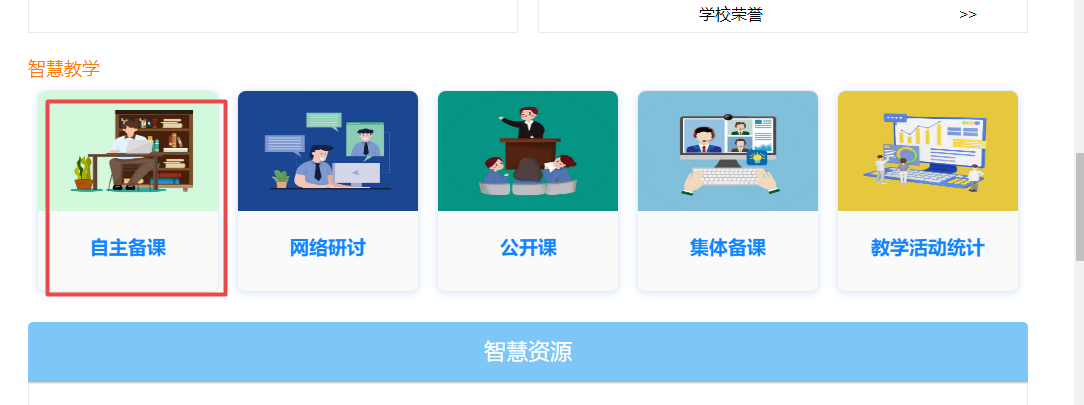 学校荣誉
>>
智慧教学
自主备课
网络研讨
公开课
集体备课
教学活动统计
智慧资源